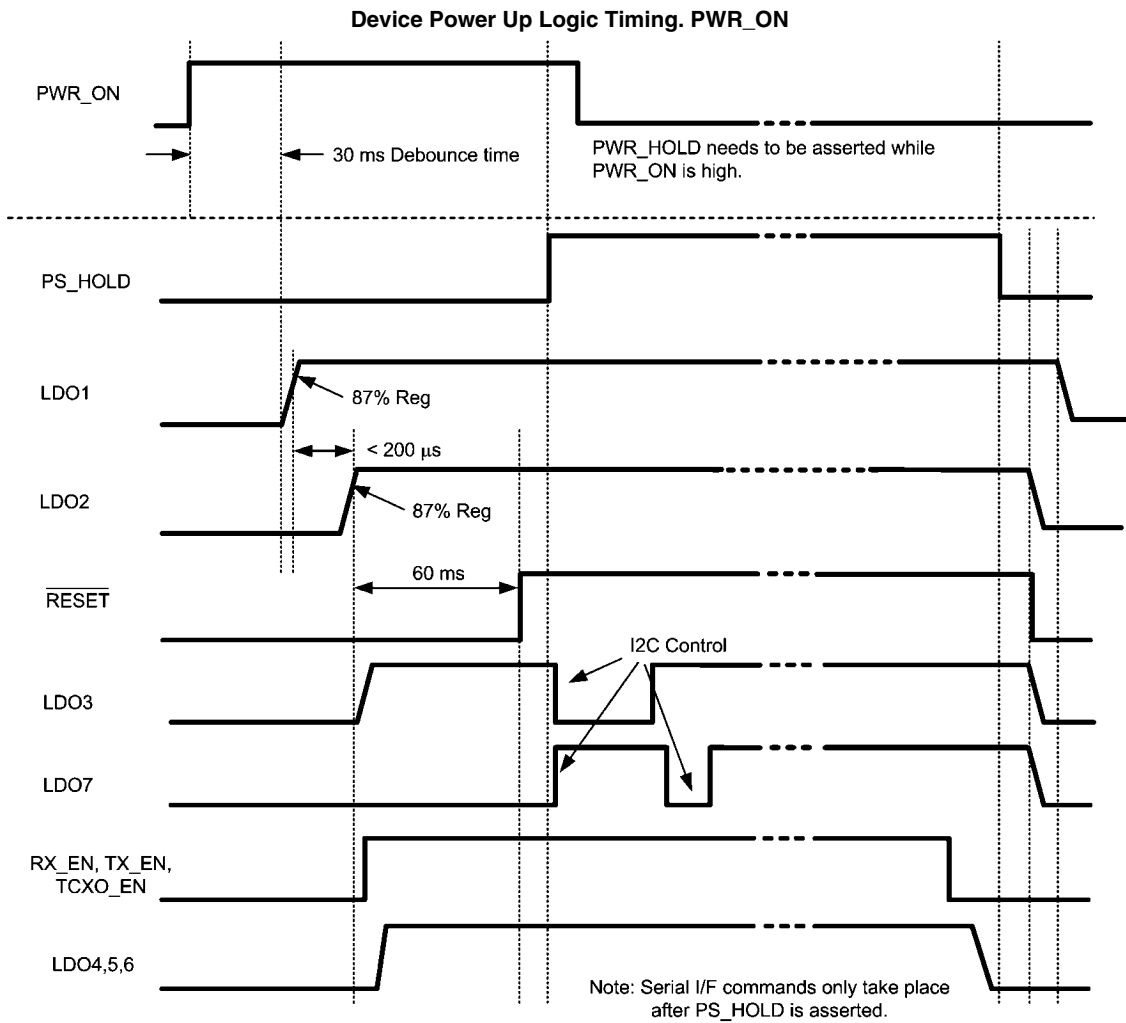 Device Power Up Logic Timing. PWR_ON
PWR_ON
30 ms Debounce time
PWR_HOLD needs to be asserted while
PWR_ON is high.
PS_HOLD
LDO1
87% Reg
< 200 μs
LDO2
87% Reg
60 ms
RESET
I2C Control
LDO3
LDO7
RX_EN, TX_EN,
TCXO_EN
LDO4,5,6
Note: Serial I/F commands only take place
after PS_HOLD is asserted.